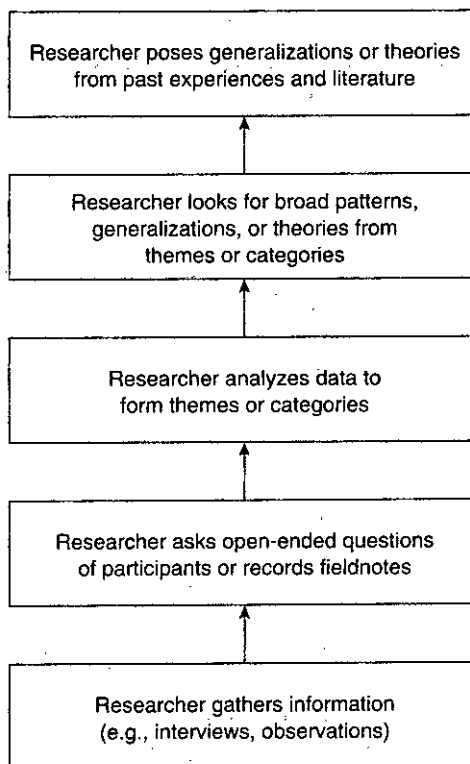 Researcher poses generalizations or theories
from past experiences and literature
Researcher looks for broad patterns,
generalizations, or theories from
themes or categories
Researcher analyzes data to
form themes or categories
Researcher asks open-ended questions
of participants or records fieldnotes
Researcher gathers information
(e.g., interviews, observations)